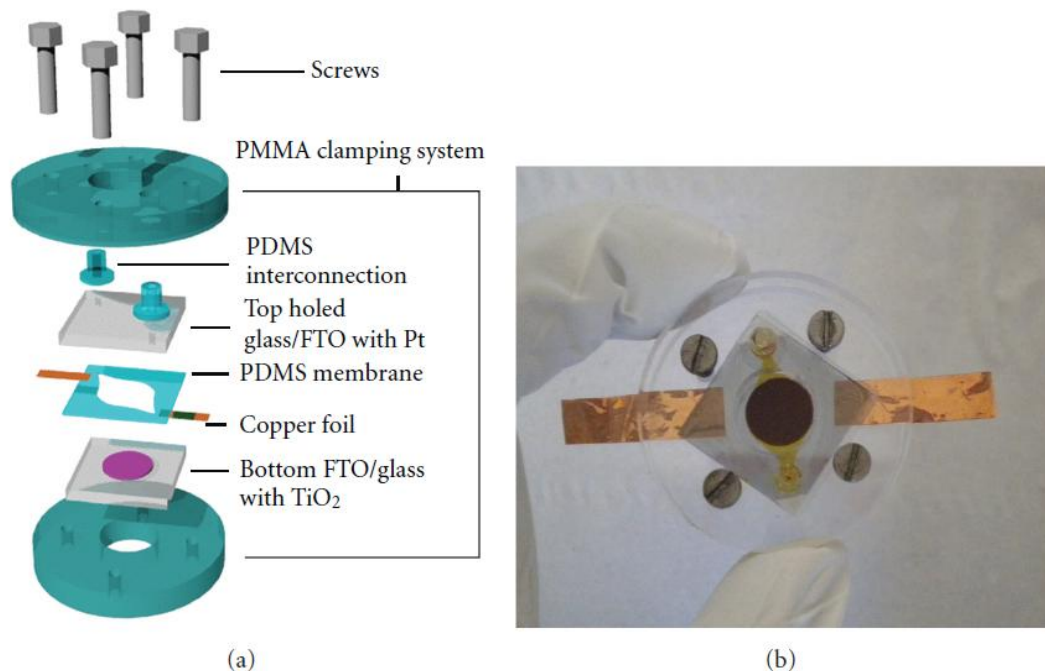 Screws
PMMA clamping system
PDMS
interconnection
Top holed
glass/FTO with Pt
PDMS membrane
Copper foil
Bottom FTO/glass
with TiO₂
(a)
(b)